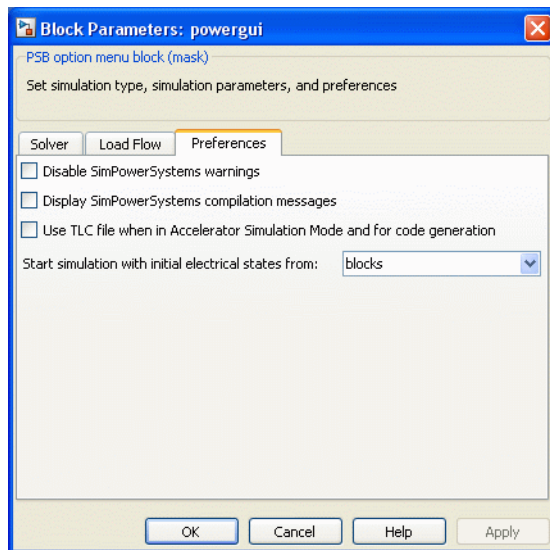 Block Parameters: powergui
PSB option menu block (mask)
Set simulation type, simulation parameters, and preferences
Solver Load Flow Preferences
Disable SimPowerSystems warnings
Display SimPowerSystems compilation messages
Use TLC file when in Accelerator Simulation Mode and for code generation
Start simulation with initial electrical states from: blocks
OK Cancel Help Apply